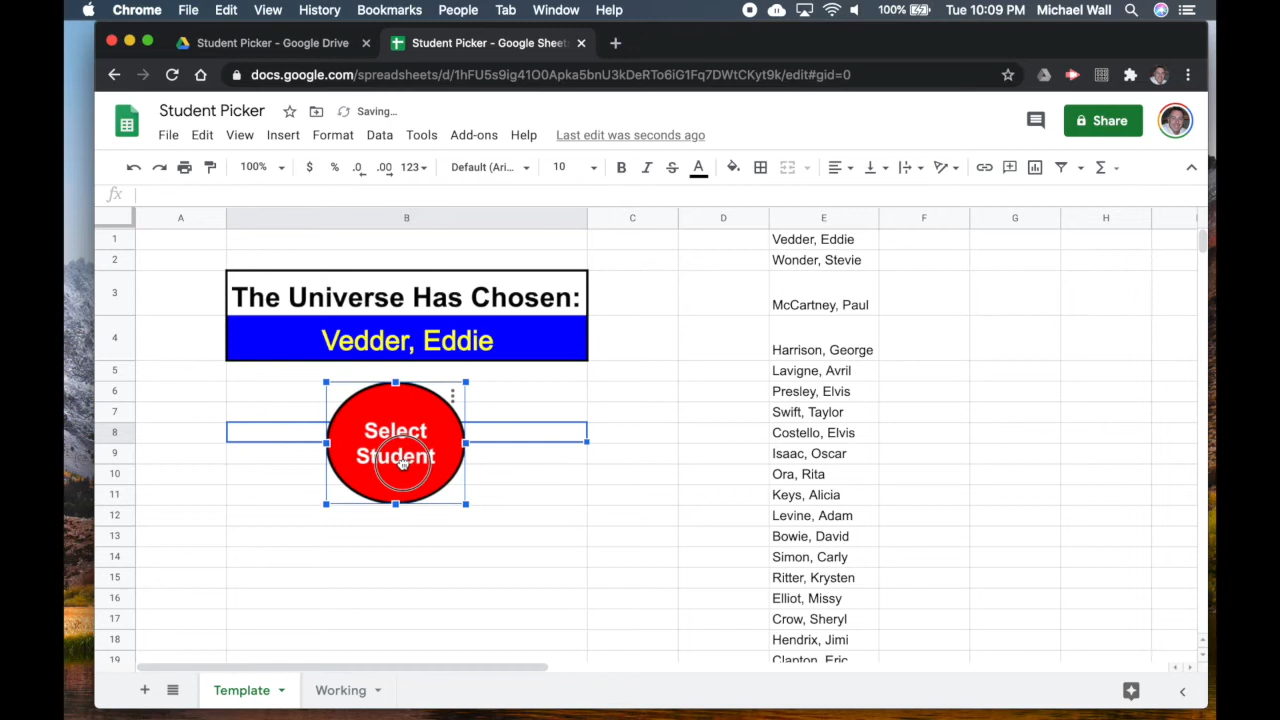 Chrome File Edit View History Bookmarks People Tab Window Help 100% Tue 10:09 PM Michael Wall
Student Picker - Google Drive Student Picker - Google Sheets
docs.google.com/spreadsheets/d/1hFU5s9ig41O0Apka5bnU3kDeRTo6iG1Fq7DWtCKyt9k/edit#gid=0
Student Picker Saving...
File Edit View Insert Format Data Tools Add-ons Help Last edit was seconds ago
Share
100% $ % .0 .00 123 Default (Ari... 10 B I S A Σ
fx
A B C D E F G H
1 Vedder, Eddie
2 Wonder, Stevie
3 The Universe Has Chosen: McCartney, Paul
4 Vedder, Eddie Harrison, George
5 Lavigne, Avril
6 Presley, Elvis
7 Swift, Taylor
8 Select Costello, Elvis
9 Student Isaac, Oscar
10 Ora, Rita
11 Keys, Alicia
12 Levine, Adam
13 Bowie, David
14 Simon, Carly
15 Ritter, Krysten
16 Elliot, Missy
17 Crow, Sheryl
18 Hendrix, Jimi
19 Clapton, Eric
Template Working